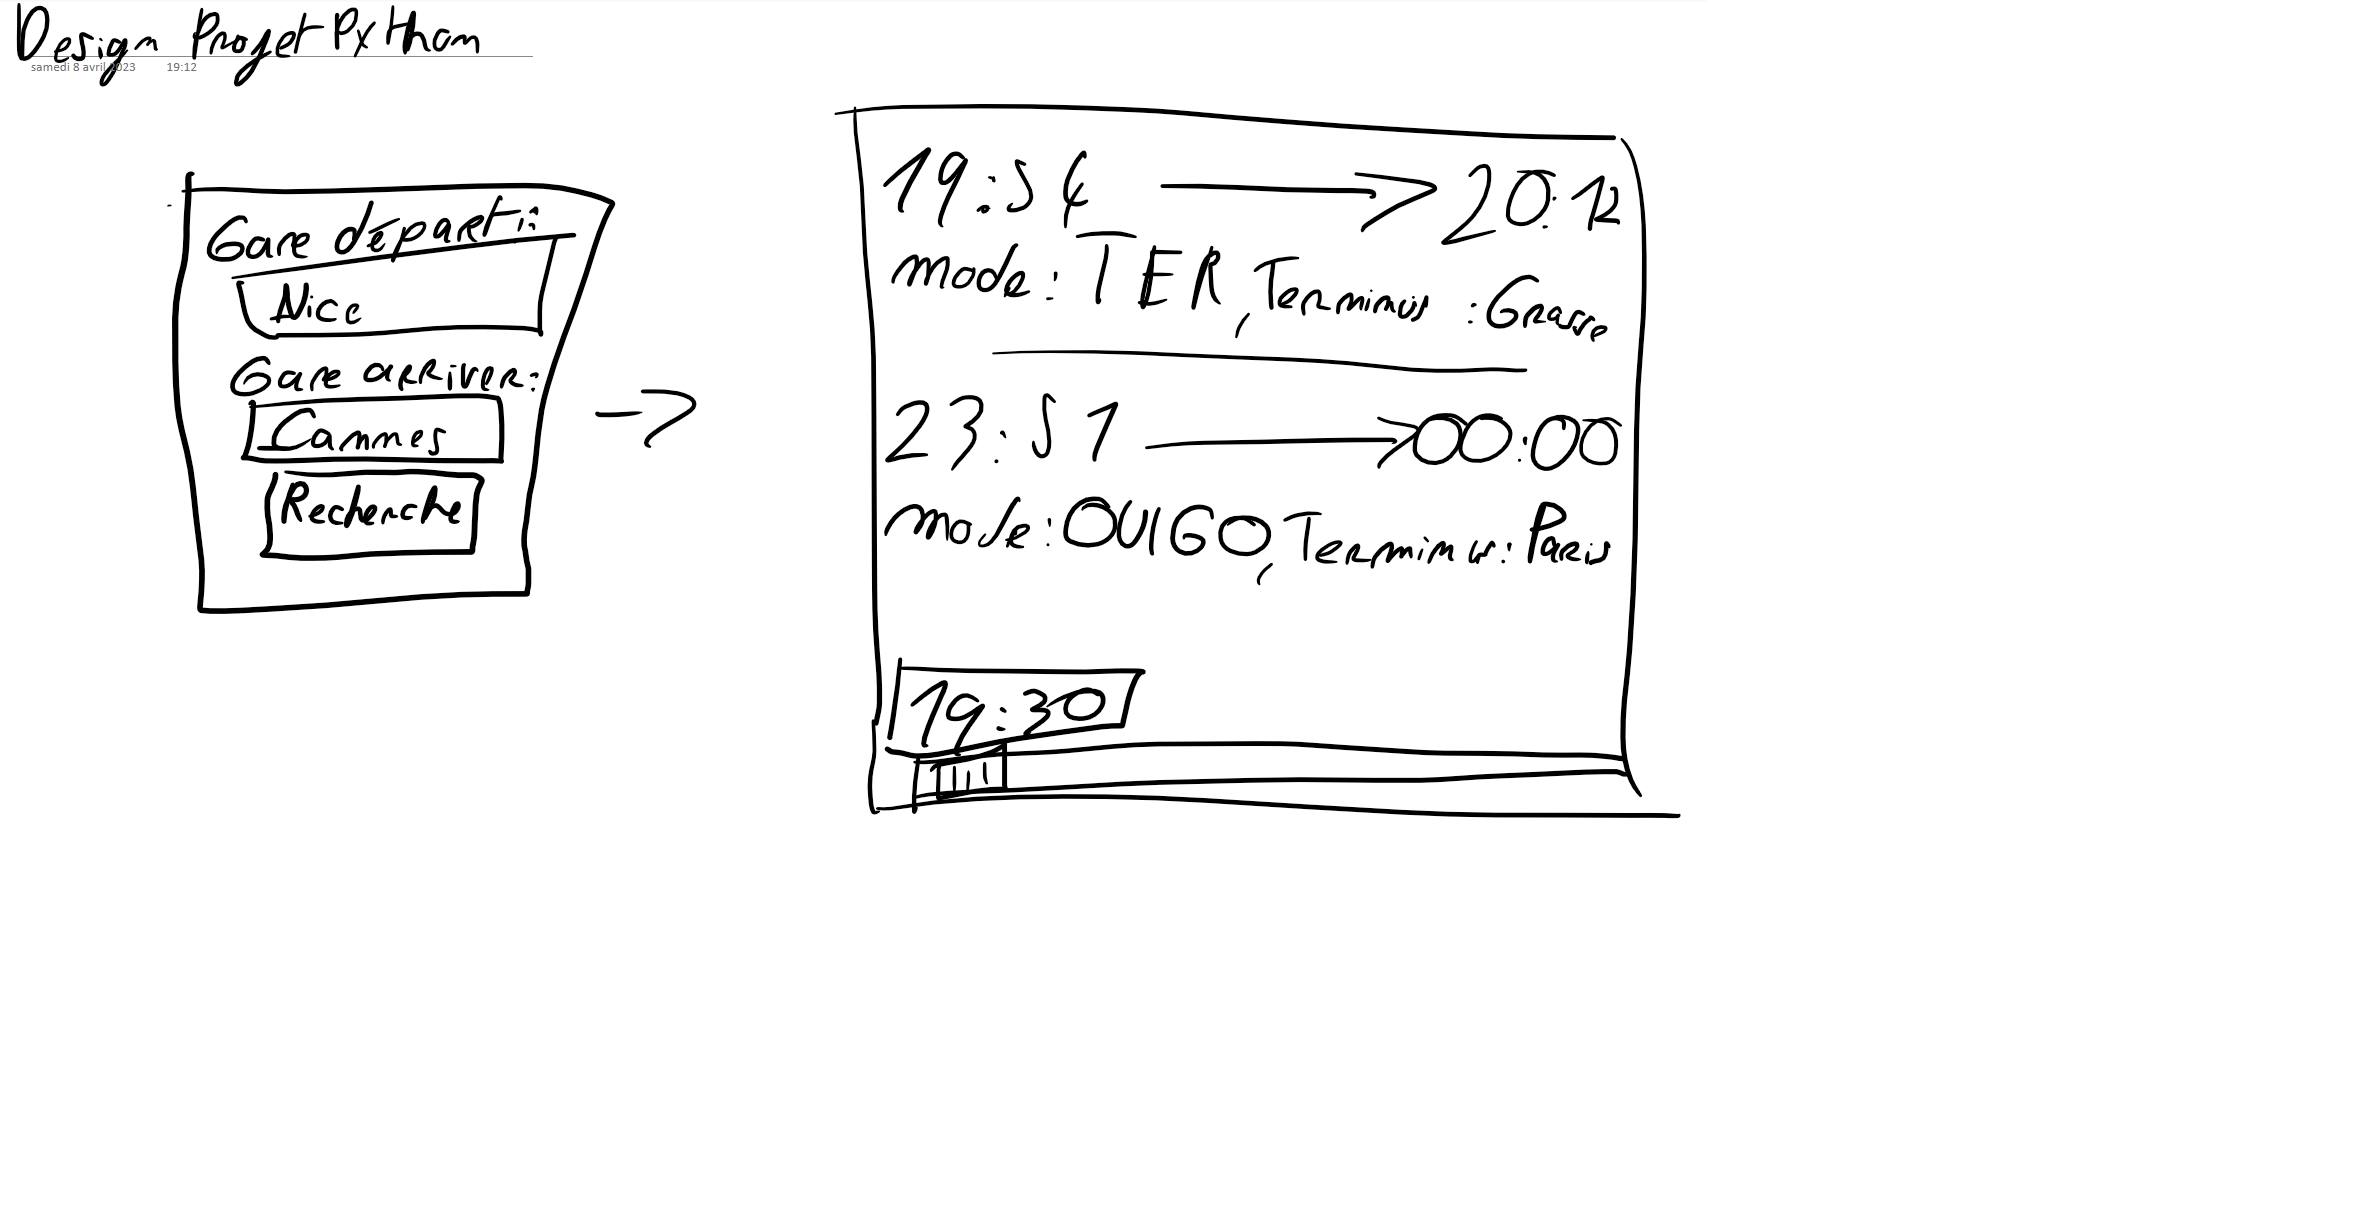 Design Projet Python
samedi 8 avril 2023 19:12
Gare départ :
Nice
Gare arriver :
Cannes
Recherche
->
19:54 -> 20:12
mode : TER, Terminus : Grasse
23:51 -> 00:00
mode : OUIGO, Terminus : Paris
19:30